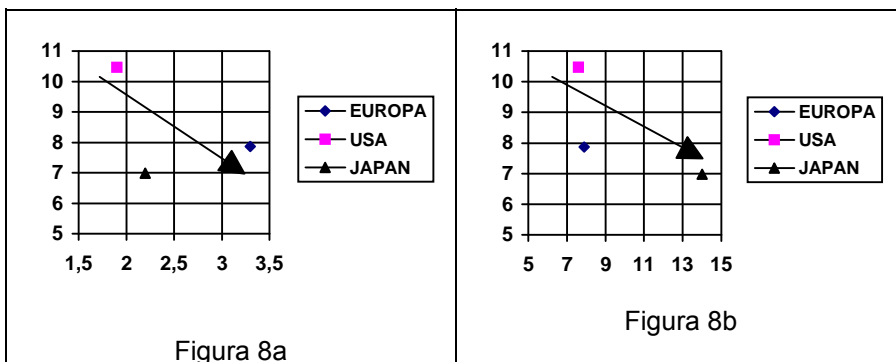 11
10
9
8
7
6
5
1,5 2 2,5 3 3,5
EUROPA
USA
JAPAN
Figura 8a
11
10
9
8
7
6
5
5 7 9 11 13 15
EUROPA
USA
JAPAN
Figura 8b